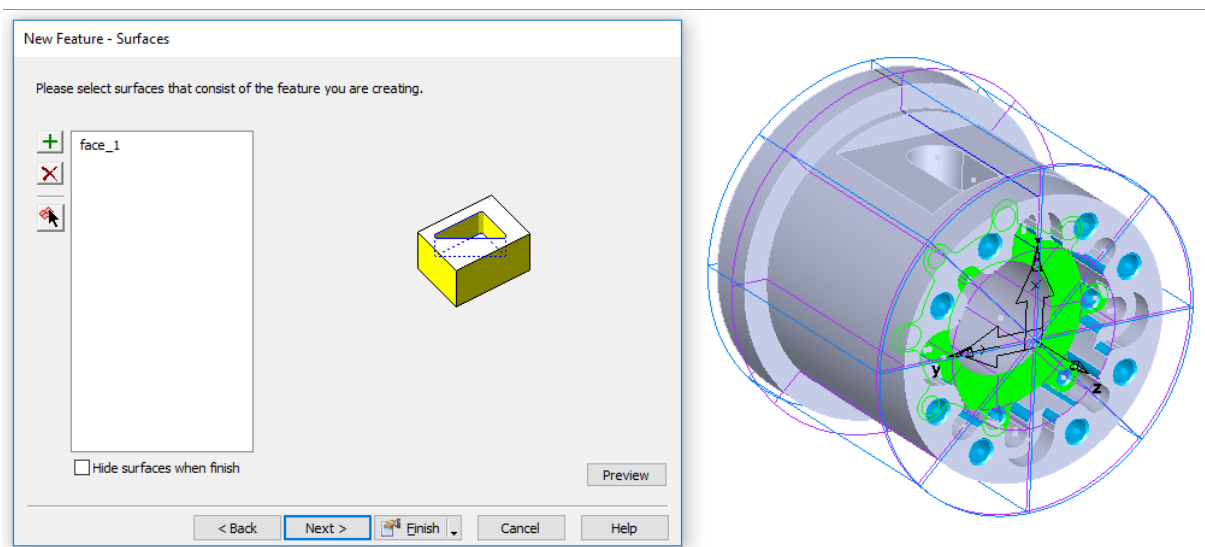 New Feature - Surfaces
Please select surfaces that consist of the feature you are creating.
face_1
Hide surfaces when finish
Preview
< Back
Next >
Finish
Cancel
Help
y
x
y
z